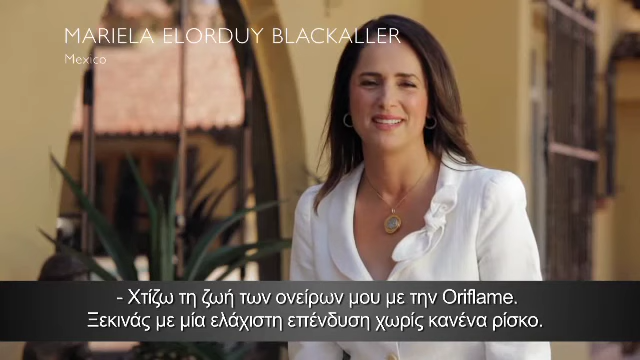 MARIELA ELORDUY BLACKALLER
Mexico
- Χτίζω τη ζωή των ονείρων μου με την Oriflame.
Ξεκινάς με μία ελάχιστη επένδυση χωρίς κανένα ρίσκο.